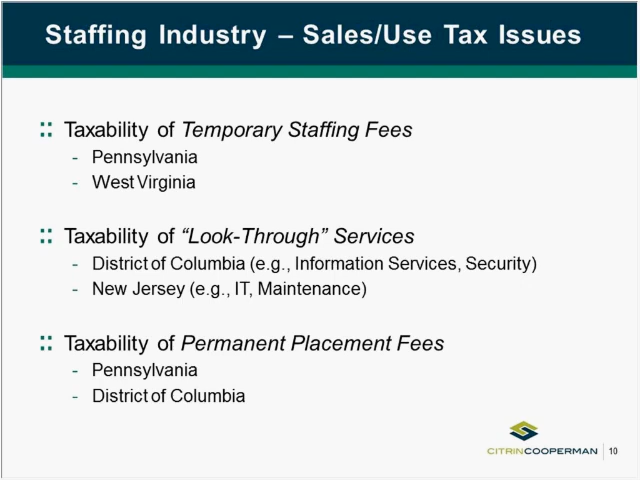 Staffing Industry – Sales/Use Tax Issues
Taxability of Temporary Staffing Fees
- Pennsylvania
- West Virginia
Taxability of “Look-Through” Services
- District of Columbia (e.g., Information Services, Security)
- New Jersey (e.g., IT, Maintenance)
Taxability of Permanent Placement Fees
- Pennsylvania
- District of Columbia
CITRINCOOPERMAN | 10